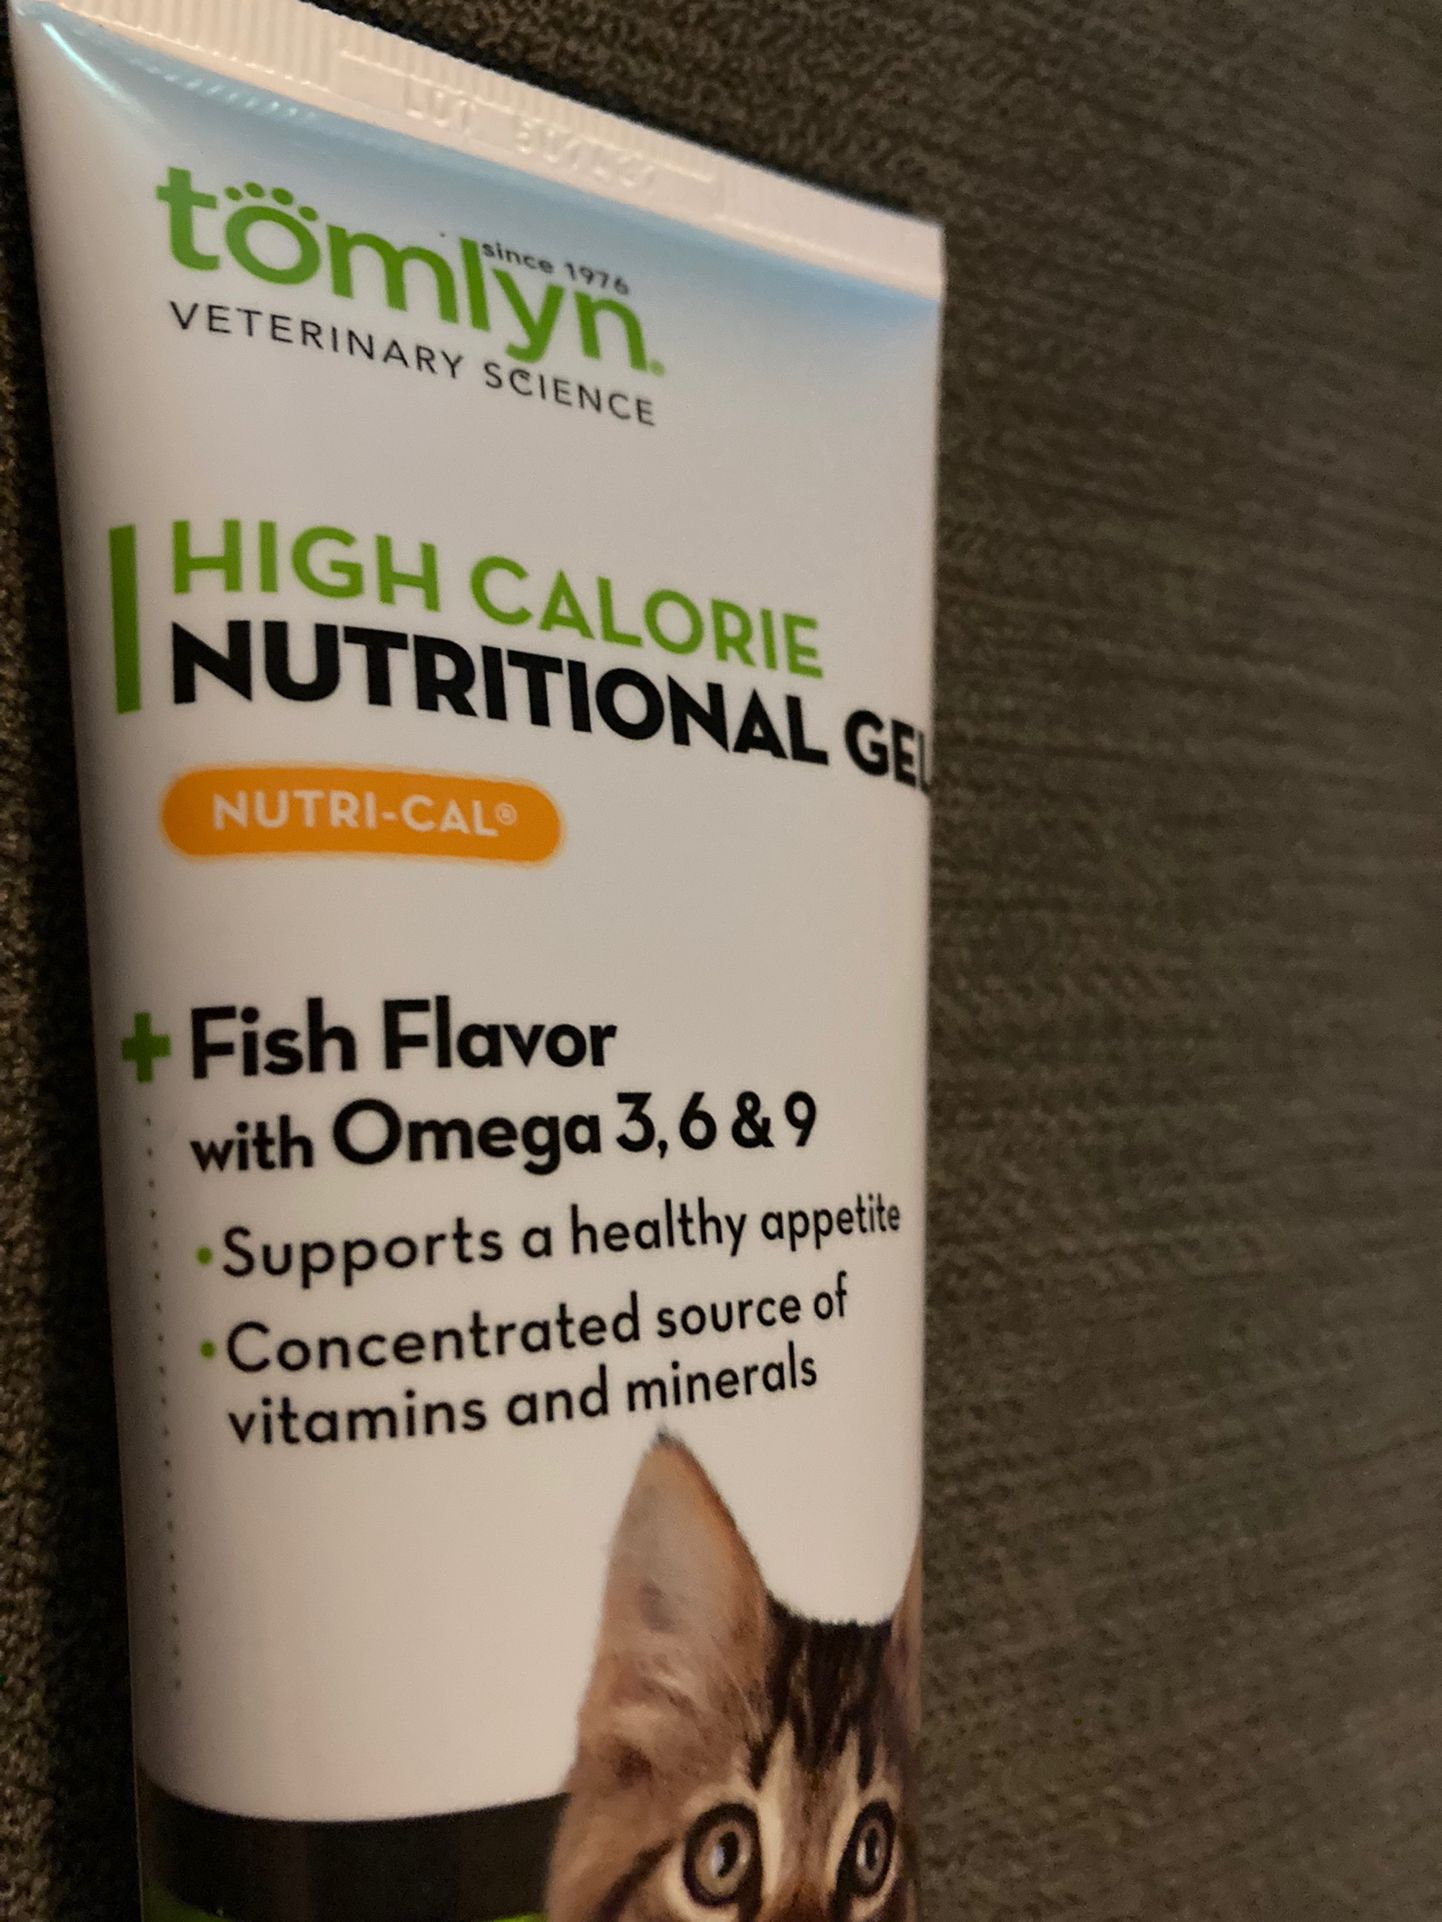 tömlyn®
since 1976
VETERINARY SCIENCE
HIGH CALORIE
NUTRITIONAL GEL
NUTRI-CAL®
+Fish Flavor
with Omega 3, 6 & 9
•Supports a healthy appetite
•Concentrated source of
vitamins and minerals